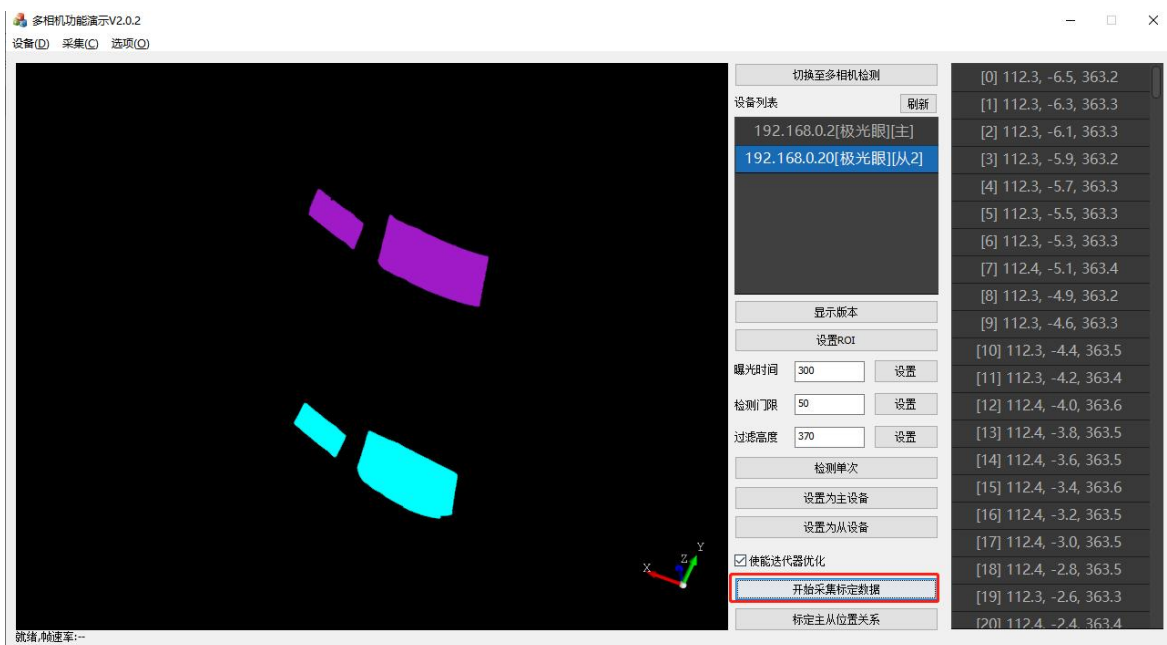 多相机功能演示V2.0.2
设备(D) 采集(C) 选项(O)
切换至多相机检测
设备列表 刷新
192.168.0.2[极光眼][主]
192.168.0.20[极光眼][从2]
显示版本
设置ROI
曝光时间 300 设置
检测门限 50 设置
过滤高度 370 设置
检测单次
设置为主设备
设置为从设备
使能迭代器优化
开始采集标定数据
标定主从位置关系
[0] 112.3, -6.5, 363.2
[1] 112.3, -6.3, 363.3
[2] 112.3, -6.1, 363.3
[3] 112.3, -5.9, 363.2
[4] 112.3, -5.7, 363.3
[5] 112.3, -5.5, 363.3
[6] 112.3, -5.3, 363.3
[7] 112.4, -5.1, 363.4
[8] 112.3, -4.9, 363.2
[9] 112.3, -4.6, 363.3
[10] 112.3, -4.4, 363.5
[11] 112.3, -4.2, 363.4
[12] 112.4, -4.0, 363.6
[13] 112.4, -3.8, 363.5
[14] 112.4, -3.6, 363.5
[15] 112.4, -3.4, 363.6
[16] 112.4, -3.2, 363.5
[17] 112.4, -3.0, 363.5
[18] 112.4, -2.8, 363.5
[19] 112.3, -2.6, 363.3
[20] 112.4, -2.4, 363.4
X Z Y
就绪,帧速率:--